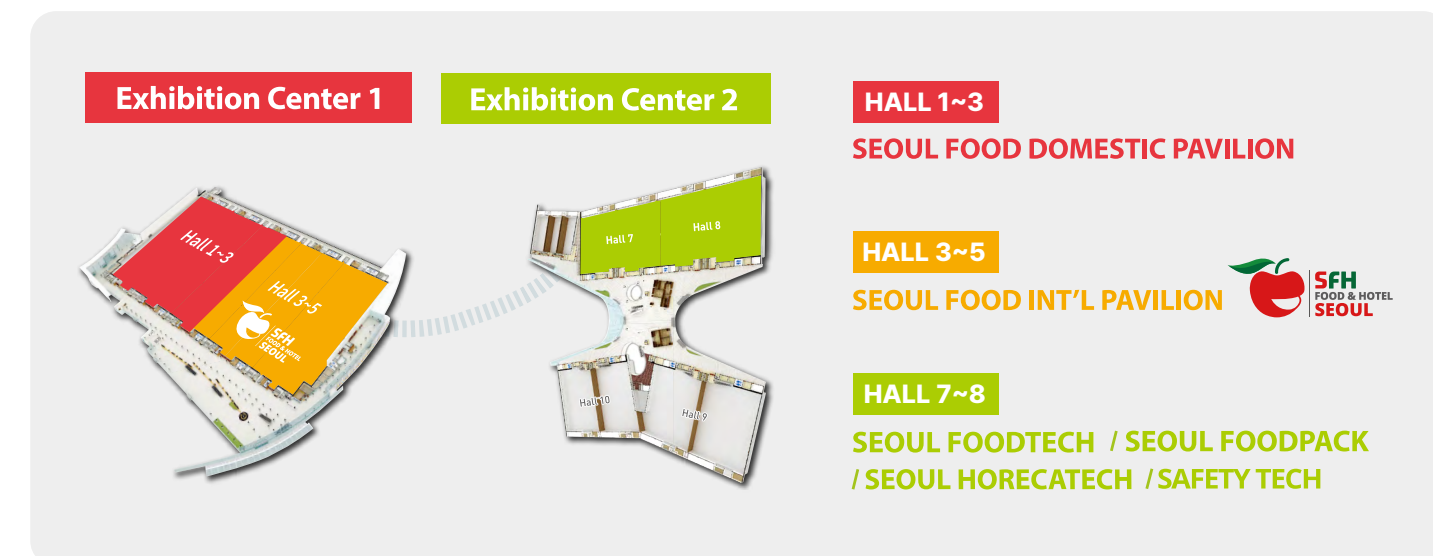 Exhibition Center 1
Exhibition Center 2
Hall 1~3
Hall 3~5
SFH
FOOD & HOTEL
SEOUL
Hall 7
Hall 8
Hall 10
Hall 9
HALL 1~3
SEOUL FOOD DOMESTIC PAVILION
HALL 3~5
SEOUL FOOD INT'L PAVILION
SFH
FOOD & HOTEL
SEOUL
HALL 7~8
SEOUL FOODTECH / SEOUL FOODPACK
/ SEOUL HORECATECH / SAFETY TECH